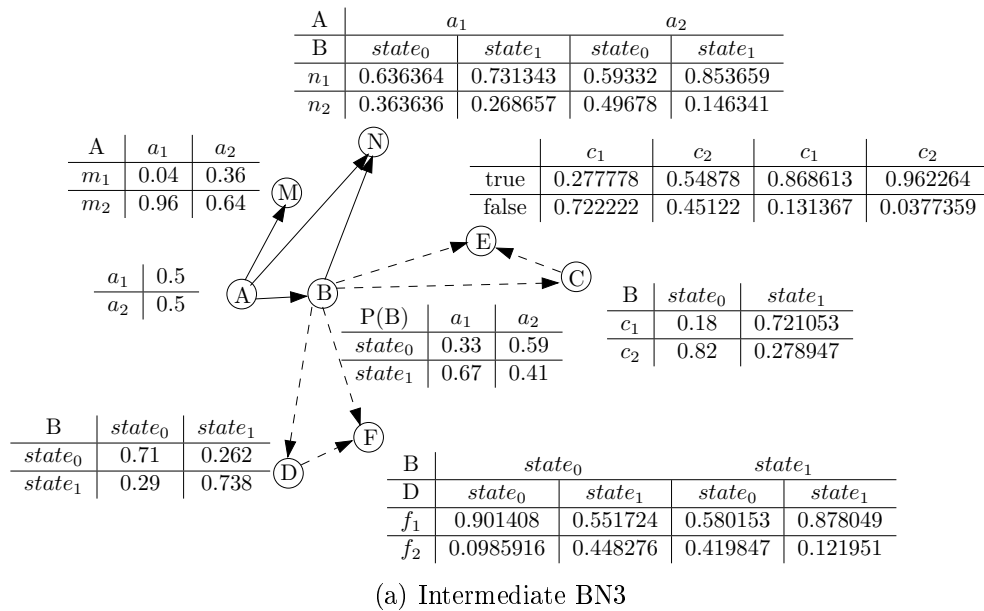 A a₁ a₂
B state₀ state₁ state₀ state₁
n₁ 0.636364 0.731343 0.59332 0.853659
n₂ 0.363636 0.268657 0.49678 0.146341
N
A a₁ a₂
m₁ 0.04 0.36
m₂ 0.96 0.64
M
c₁ c₂ c₁ c₂
true 0.277778 0.54878 0.868613 0.962264
false 0.722222 0.45122 0.131367 0.0377359
E
C
a₁ 0.5
a₂ 0.5
A
B
P(B) a₁ a₂
state₀ 0.33 0.59
state₁ 0.67 0.41
B state₀ state₁
c₁ 0.18 0.721053
c₂ 0.82 0.278947
B state₀ state₁
state₀ 0.71 0.262
state₁ 0.29 0.738
D
F
B state₀ state₁
D state₀ state₁ state₀ state₁
f₁ 0.901408 0.551724 0.580153 0.878049
f₂ 0.0985916 0.448276 0.419847 0.121951
(a) Intermediate BN3